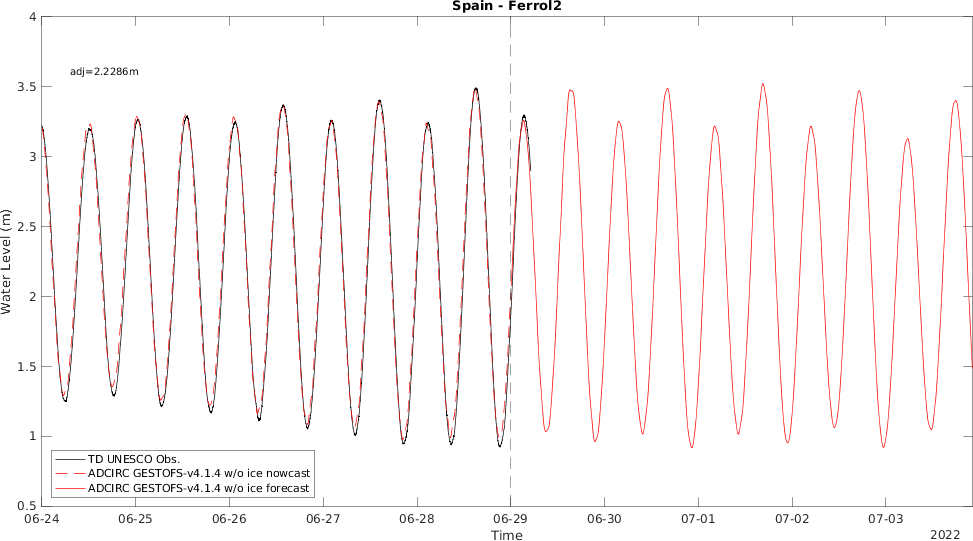 Spain - Ferrol2
4
3.5
3
2.5
2
1.5
1
0.5
Water Level (m)
adj=2.2286m
TD UNESCO Obs.
ADCIRC GESTOFS-v4.1.4 w/o ice nowcast
ADCIRC GESTOFS-v4.1.4 w/o ice forecast
06-24 06-25 06-26 06-27 06-28 06-29 06-30 07-01 07-02 07-03
Time
2022